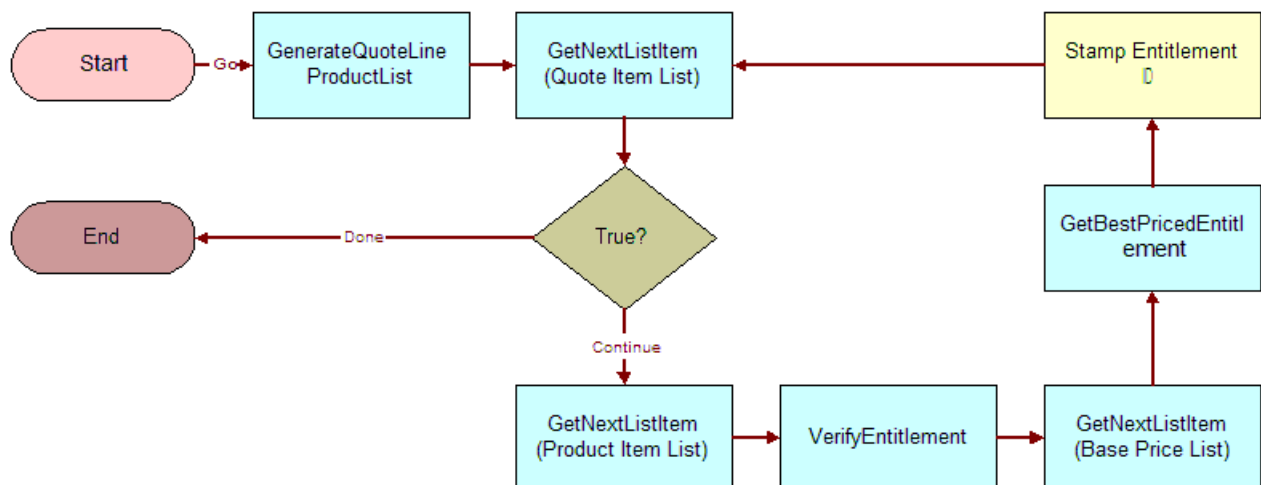 Start
Go
GenerateQuoteLine
ProductList
GetNextListItem
(Quote Item List)
Stamp Entitlement
End
Done
True?
GetBestPricedEntitl
ement
Continue
GetNextListItem
(Product Item List)
VerifyEntitlement
GetNextListItem
(Base Price List)